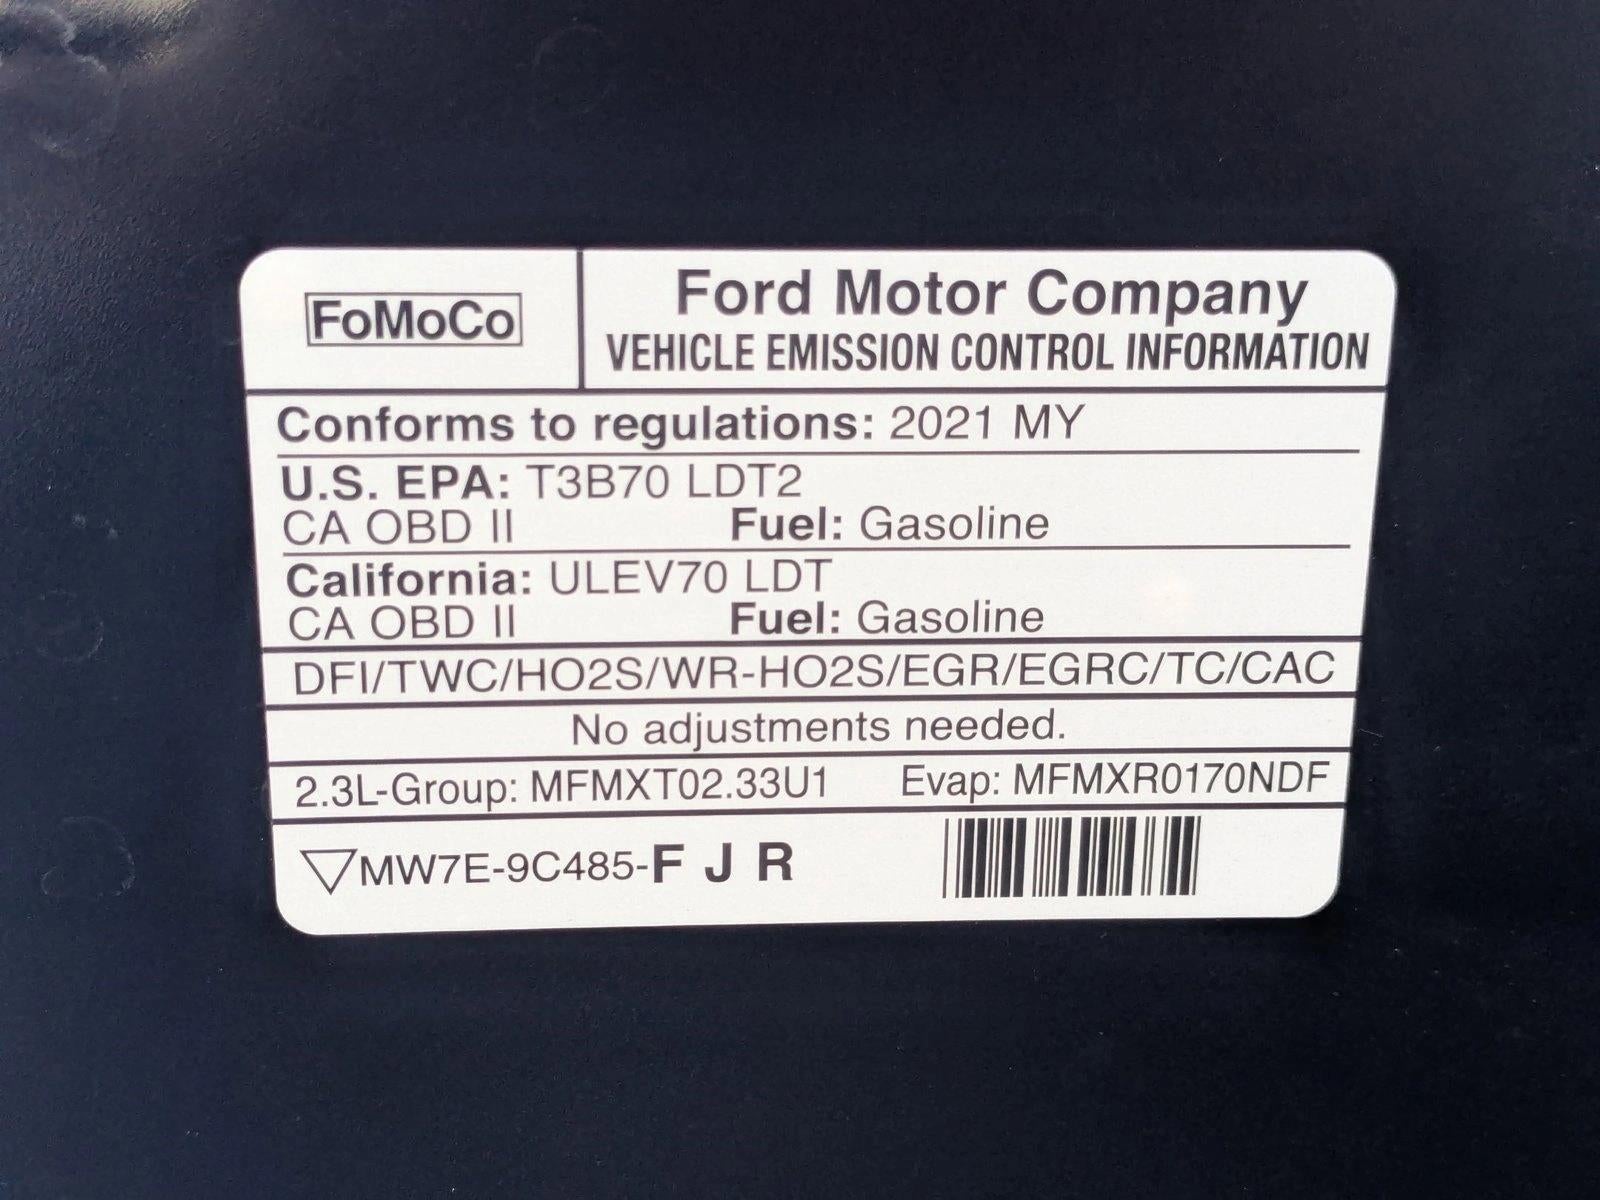 FoMoCo
Ford Motor Company
VEHICLE EMISSION CONTROL INFORMATION
Conforms to regulations: 2021 MY
U.S. EPA: T3B70 LDT2
CA OBD II Fuel: Gasoline
California: ULEV70 LDT
CA OBD II Fuel: Gasoline
DFI/TWC/HO2S/WR-HO2S/EGR/EGRC/TC/CAC
No adjustments needed.
2.3L-Group: MFMXT02.33U1 Evap: MFMXR0170NDF
MW7E-9C485-F J R